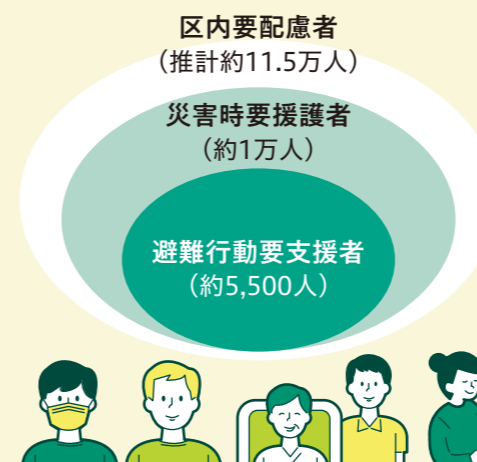 区内要配慮者
（推計約11.5万人）
災害時要援護者
（約1万人）
避難行動要支援者
（約5,500人）